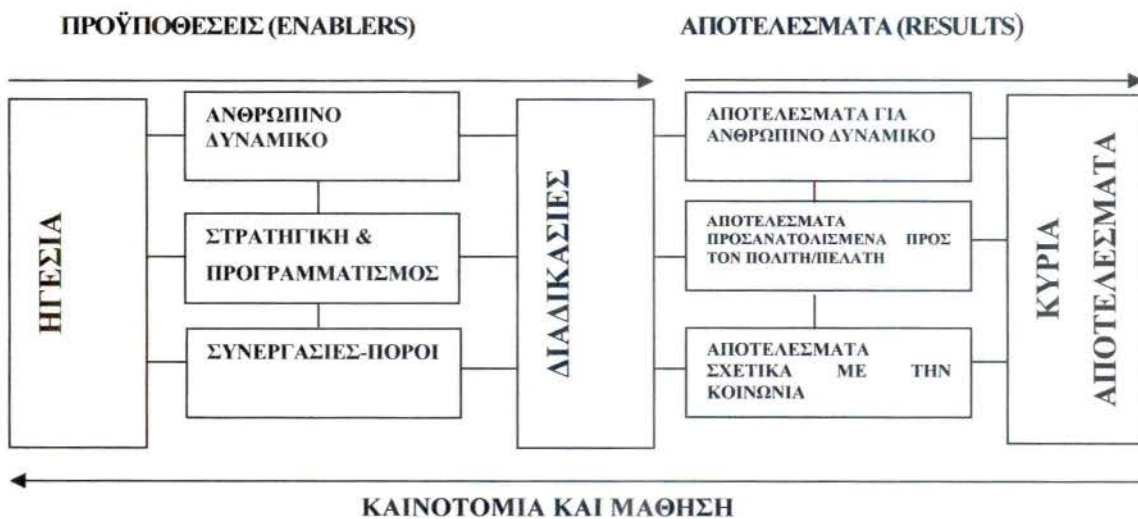 ΠΡΟΫΠΟΘΕΣΕΙΣ (ENABLERS)
ΑΠΟΤΕΛΕΣΜΑΤΑ (RESULTS)
ΗΓΕΣΙΑ
ΑΝΘΡΩΠΙΝΟ
ΔΥΝΑΜΙΚΟ
ΣΤΡΑΤΗΓΙΚΗ &
ΠΡΟΓΡΑΜΜΑΤΙΣΜΟΣ
ΣΥΝΕΡΓΑΣΙΕΣ-ΠΟΡΟΙ
ΔΙΑΔΙΚΑΣΙΕΣ
ΑΠΟΤΕΛΕΣΜΑΤΑ ΓΙΑ
ΑΝΘΡΩΠΙΝΟ ΔΥΝΑΜΙΚΟ
ΑΠΟΤΕΛΕΣΜΑΤΑ
ΠΡΟΣΑΝΑΤΟΛΙΣΜΕΝΑ ΠΡΟΣ
ΤΟΝ ΠΟΛΙΤΗ/ΠΕΛΑΤΗ
ΑΠΟΤΕΛΕΣΜΑΤΑ
ΣΧΕΤΙΚΑ ΜΕ ΤΗΝ
ΚΟΙΝΩΝΙΑ
ΚΥΡΙΑ
ΑΠΟΤΕΛΕΣΜΑΤΑ
ΚΑΙΝΟΤΟΜΙΑ ΚΑΙ ΜΑΘΗΣΗ